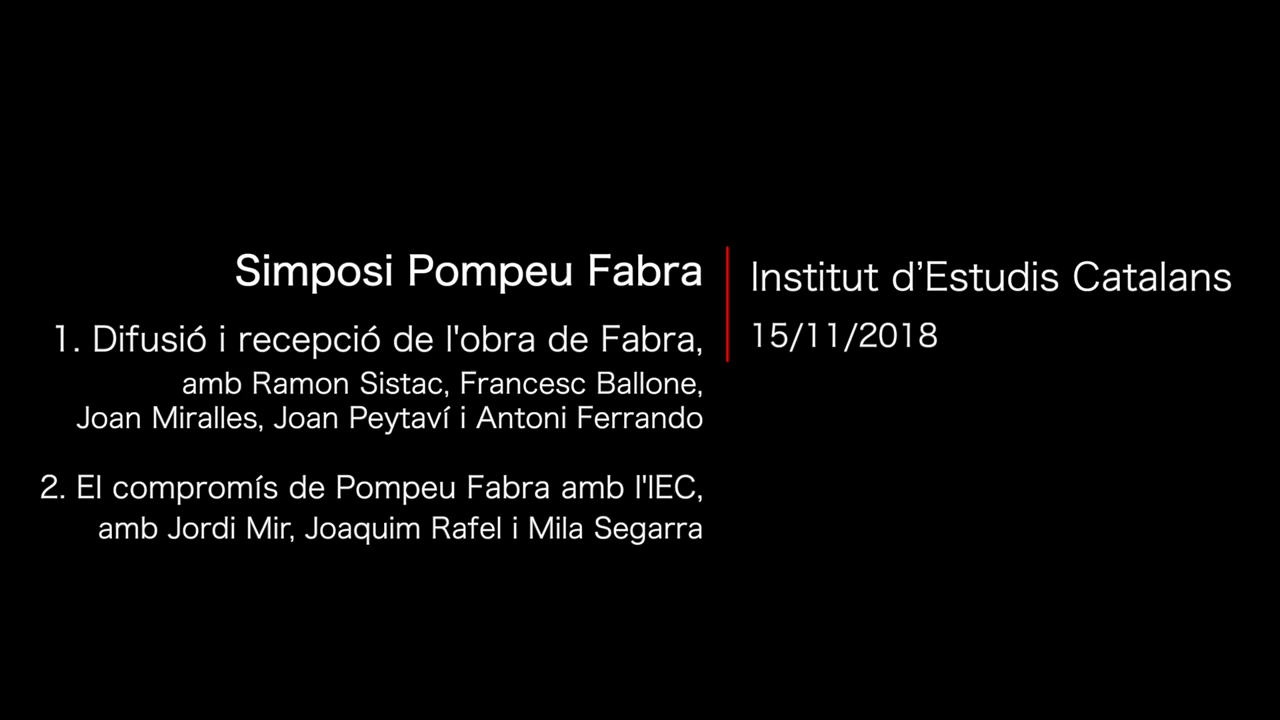 Simposi Pompeu Fabra
1. Difusió i recepció de l'obra de Fabra,
amb Ramon Sistac, Francesc Ballone,
Joan Miralles, Joan Peytaví i Antoni Ferrando
2. El compromís de Pompeu Fabra amb l'IEC,
amb Jordi Mir, Joaquim Rafel i Mila Segarra
Institut d’Estudis Catalans
15/11/2018